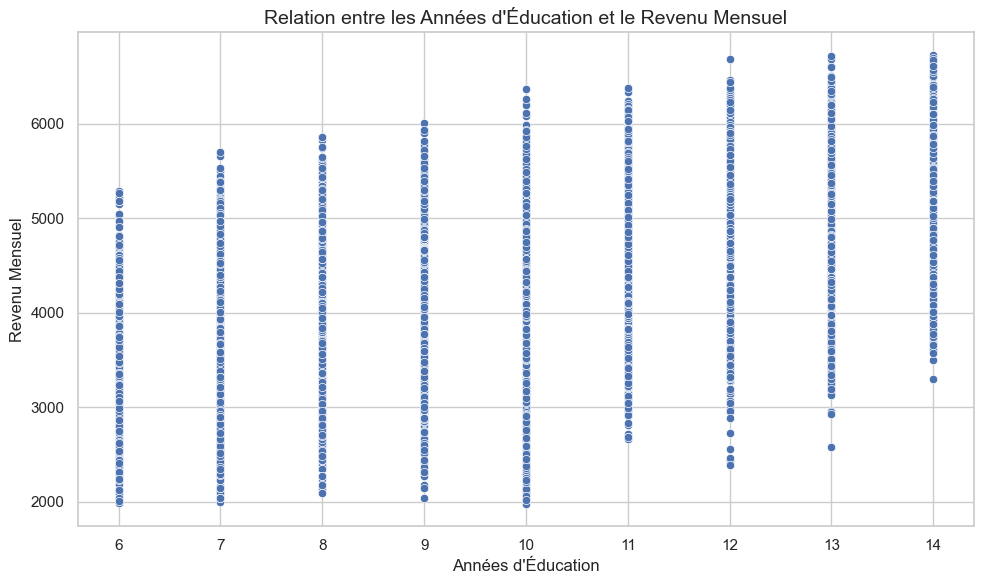 Relation entre les Années d'Éducation et le Revenu Mensuel
Revenu Mensuel
6000
5000
4000
3000
2000
6 7 8 9 10 11 12 13 14
Années d'Éducation